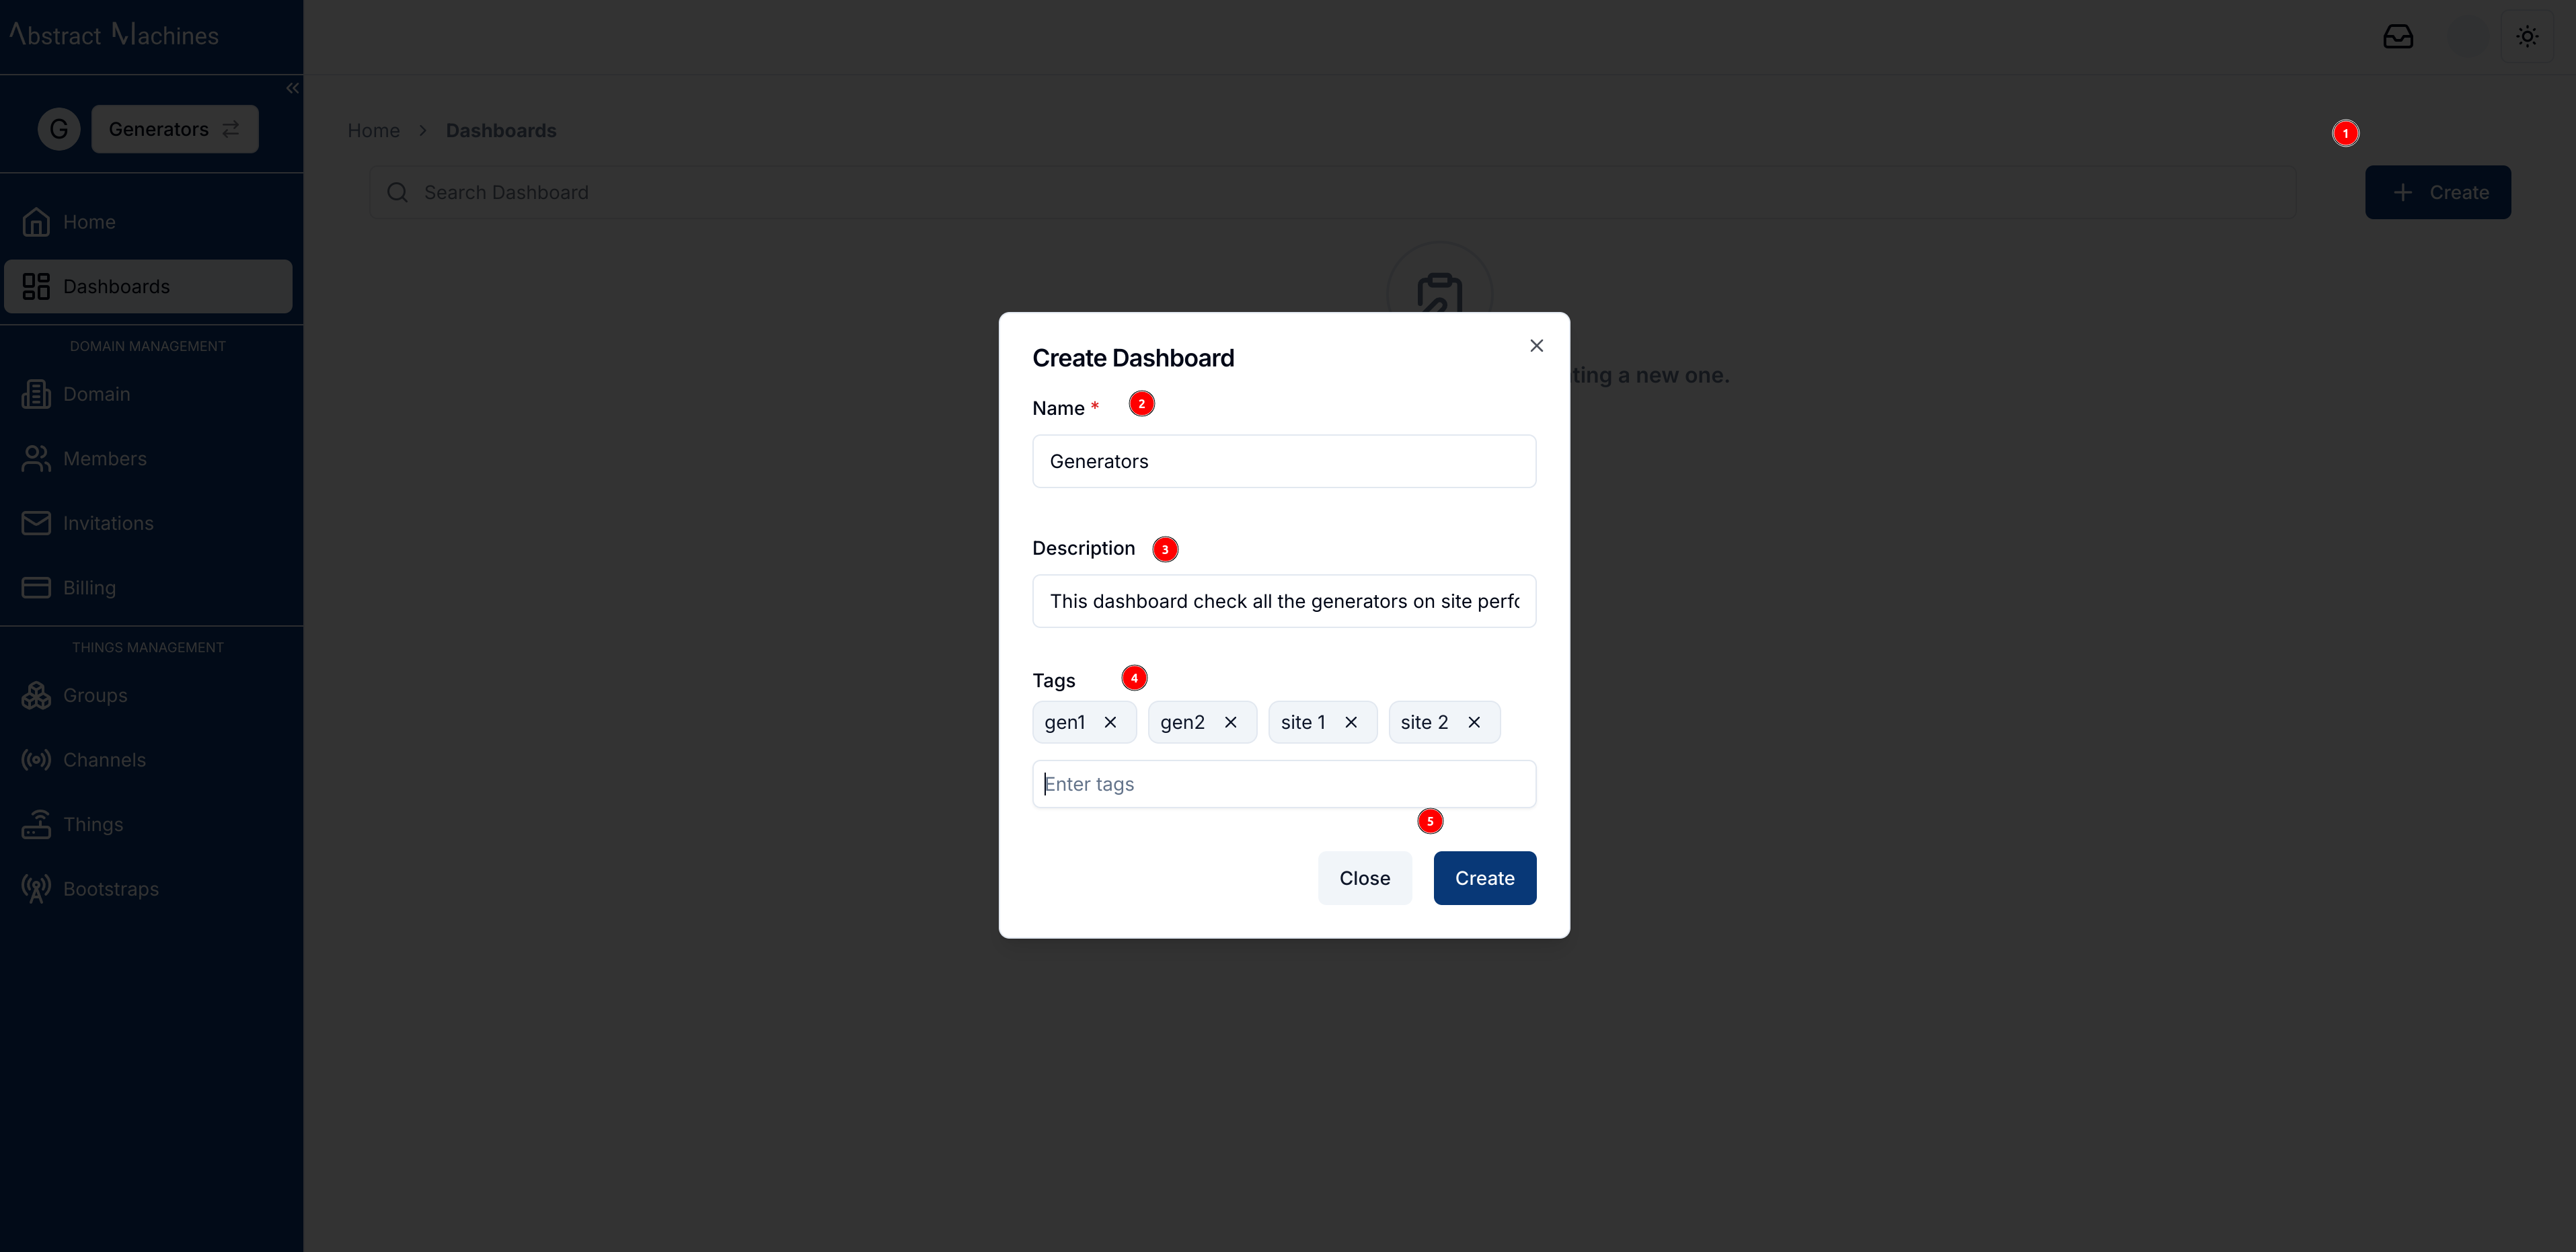 Abstract Machines
G
Generators
Home
Dashboards
DOMAIN MANAGEMENT
Domain
Members
Invitations
Billing
THINGS MANAGEMENT
Groups
Channels
Things
Bootstraps
Home > Dashboards
1
Search Dashboard
Create
a new one.
Create Dashboard
Name * 2
Generators
Description 3
This dashboard check all the generators on site
Tags 4
gen1 gen2 site 1 site 2
Enter tags
5
Close Create